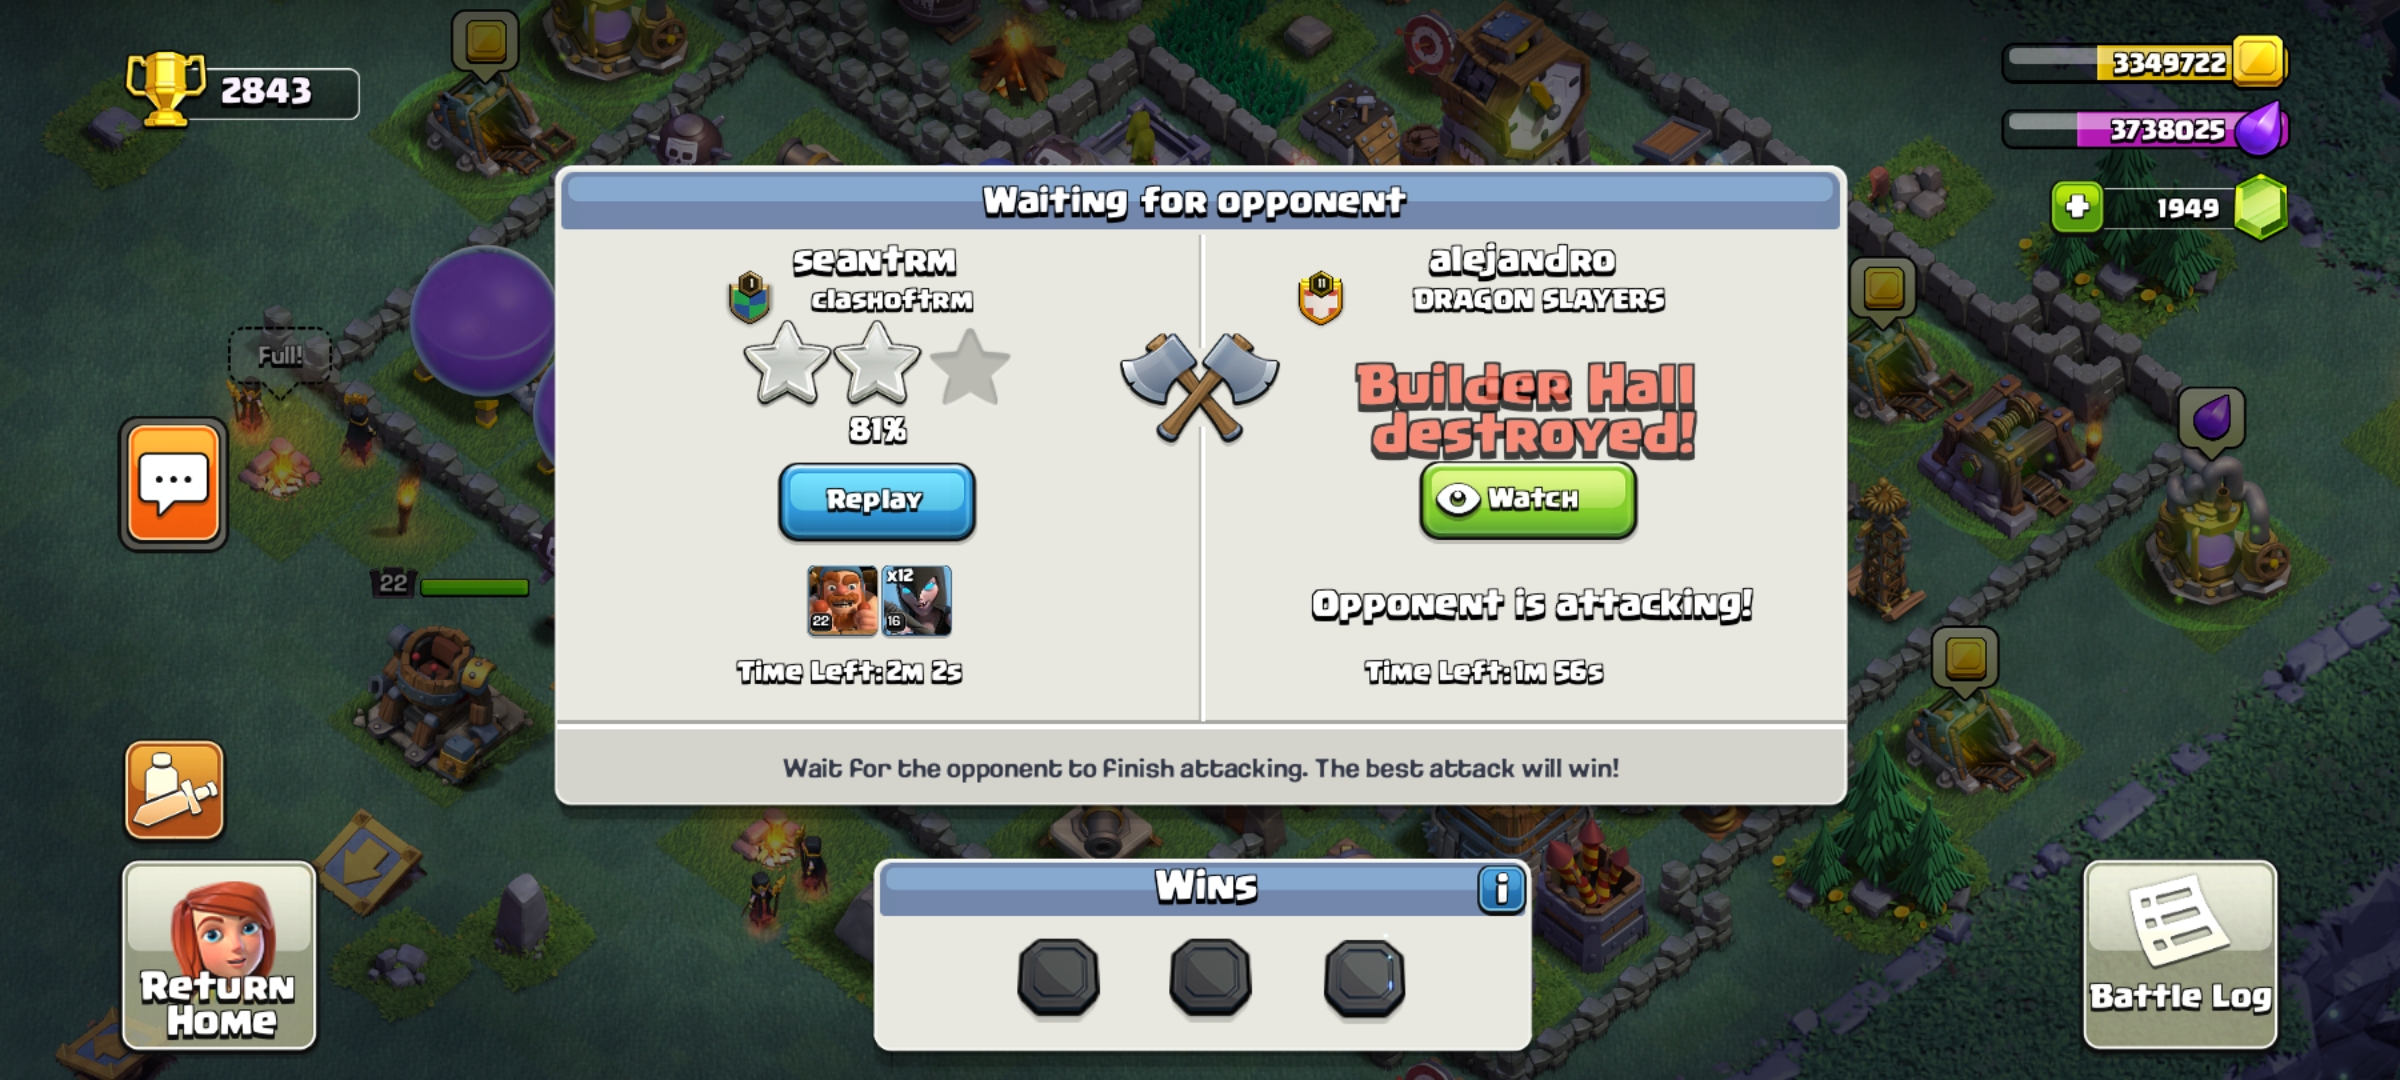 2843
3349722
3738025
1949
Waiting for opponent
seantrm
clashoftrm
81%
Replay
x12
22
16
Time Left:2m 2s
alejandro
DRAGON SLAYERS
Builder Hall
destroyed!
Watch
Opponent is attacking!
Time Left:1m 56s
Wait for the opponent to finish attacking. The best attack will win!
Full!
22
Wins
i
Return
Home
Battle Log